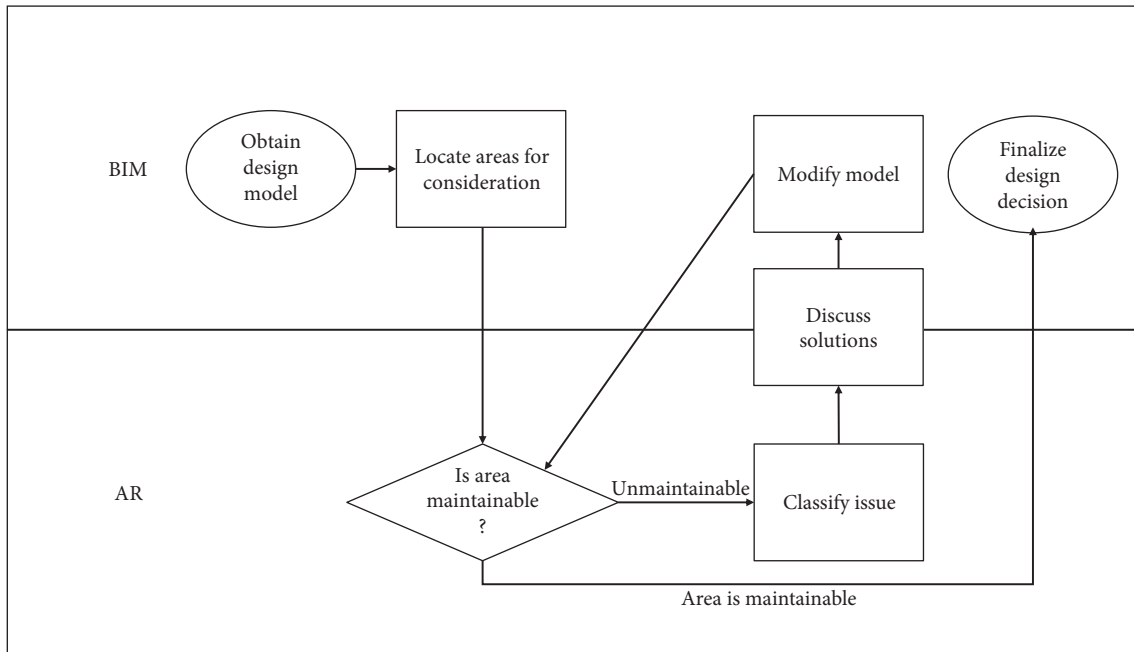 BIM
Obtain
design
model
Locate areas for
consideration
Modify model
Finalize
design
decision
Discuss
solutions
AR
Is area
maintainable
?
Unmaintainable
Classify issue
Area is maintainable